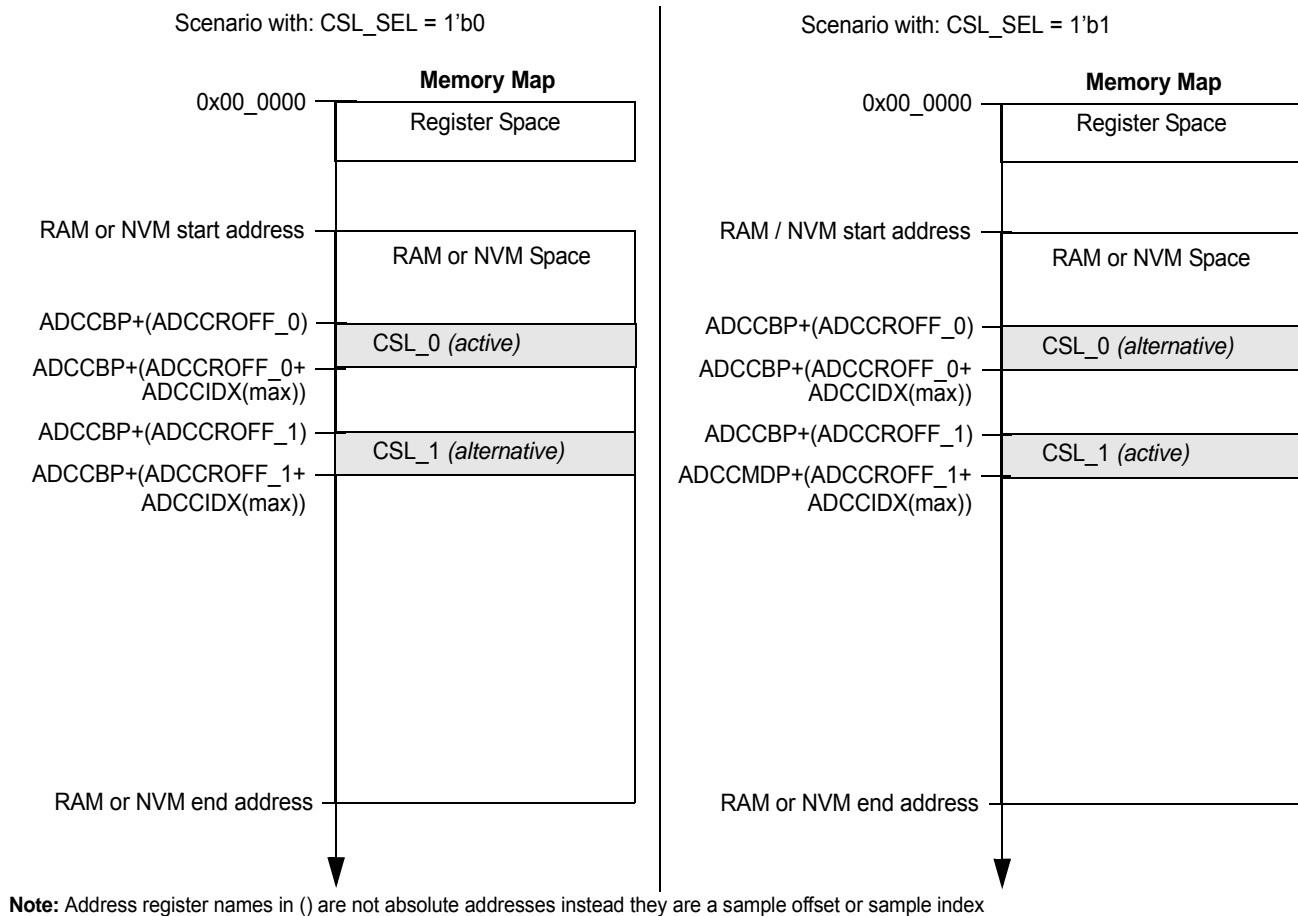 Scenario with: CSL_SEL = 1’b0
Memory Map
0x00_0000
Register Space
RAM or NVM start address
RAM or NVM Space
ADCCBP+(ADCCROFF_0)
CSL_0 (active)
ADCCBP+(ADCCROFF_0+
ADCCIDX(max))
ADCCBP+(ADCCROFF_1)
CSL_1 (alternative)
ADCCBP+(ADCCROFF_1+
ADCCIDX(max))
RAM or NVM end address
Scenario with: CSL_SEL = 1’b1
Memory Map
0x00_0000
Register Space
RAM / NVM start address
RAM or NVM Space
ADCCBP+(ADCCROFF_0)
CSL_0 (alternative)
ADCCBP+(ADCCROFF_0+
ADCCIDX(max))
ADCCBP+(ADCCROFF_1)
CSL_1 (active)
ADCCMDP+(ADCCROFF_1+
ADCCIDX(max))
RAM or NVM end address
Note: Address register names in () are not absolute addresses instead they are a sample offset or sample index